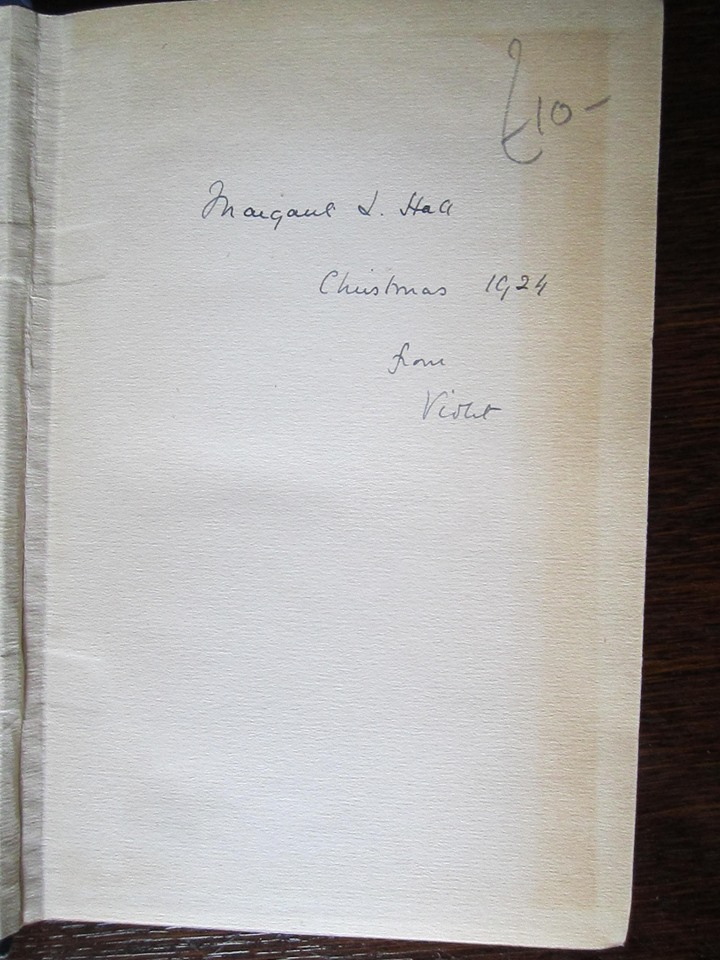 £10-
Margaret L. Hall
Christmas 1924
from
Violet